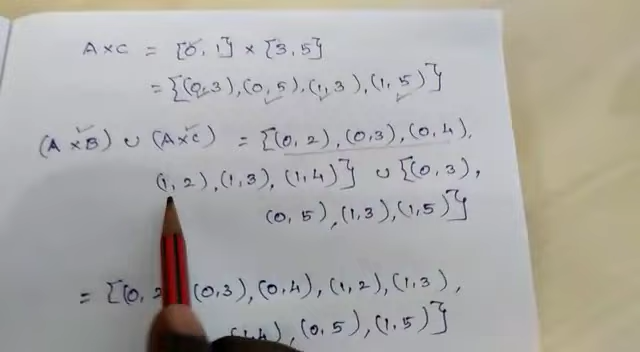 A×C = {0, 1} × {3, 5}
= {(0, 3), (0, 5), (1, 3), (1, 5)}
(A×B) ∪ (A×C) = {(0, 2), (0, 3), (0, 4),
(1, 2), (1, 3), (1, 4)} ∪ {(0, 3),
(0, 5), (1, 3), (1, 5)}
= {(0, 2 (0, 3), (0, 4), (1, 2), (1, 3),
, 4), (0, 5), (1, 5)}